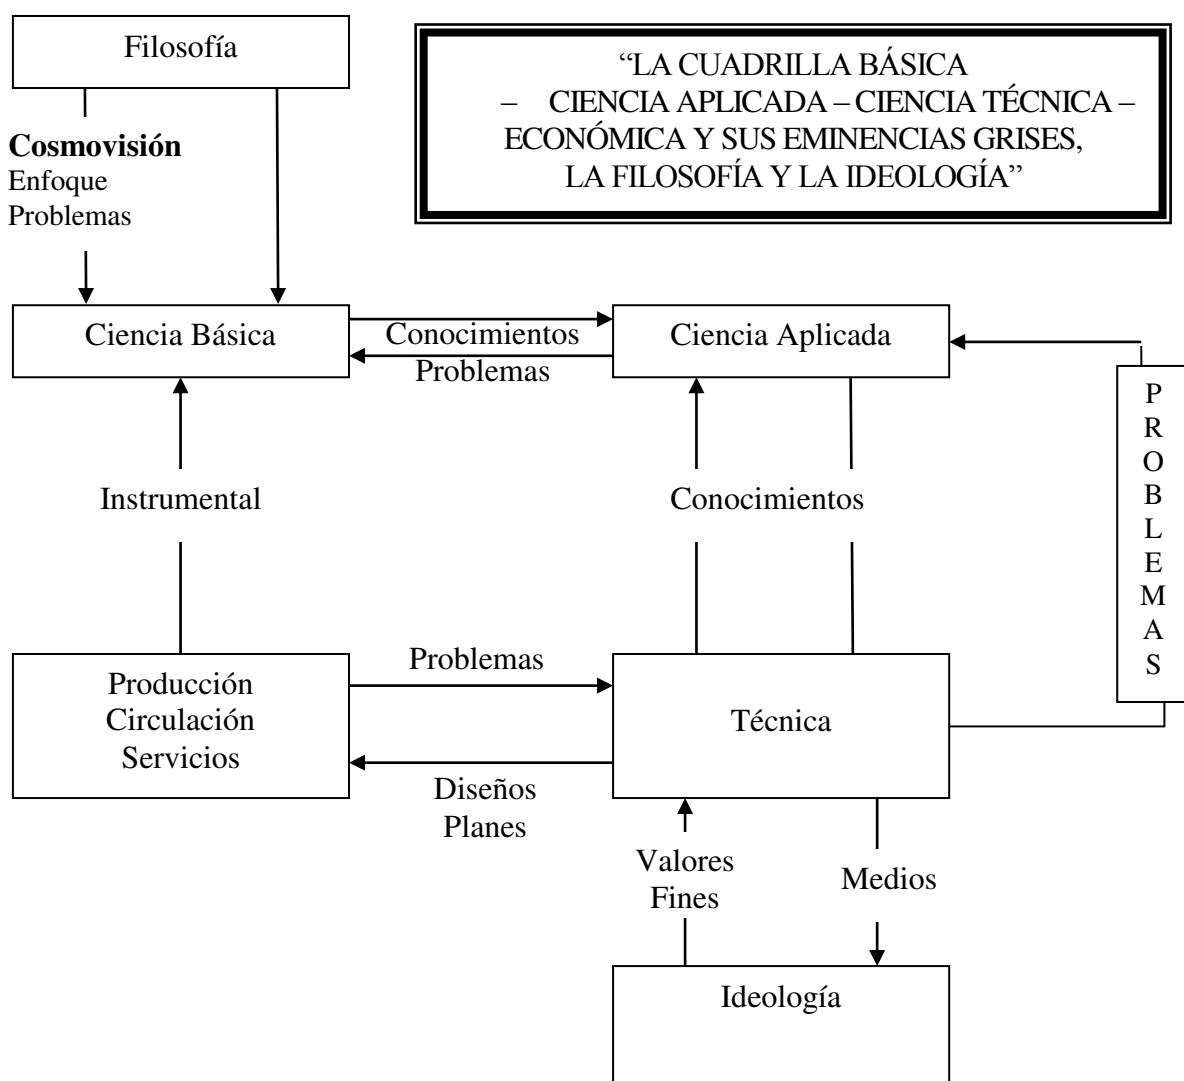 Filosofía
“LA CUADRILLA BÁSICA
– CIENCIA APLICADA – CIENCIA TÉCNICA –
ECONÓMICA Y SUS EMINENCIAS GRISES,
LA FILOSOFÍA Y LA IDEOLOGÍA”
Cosmovisión
Enfoque
Problemas
Ciencia Básica
Conocimientos
Problemas
Ciencia Aplicada
P
R
O
B
L
E
M
A
S
Instrumental
Conocimientos
Producción
Circulación
Servicios
Problemas
Técnica
Diseños
Planes
Valores
Fines
Medios
Ideología